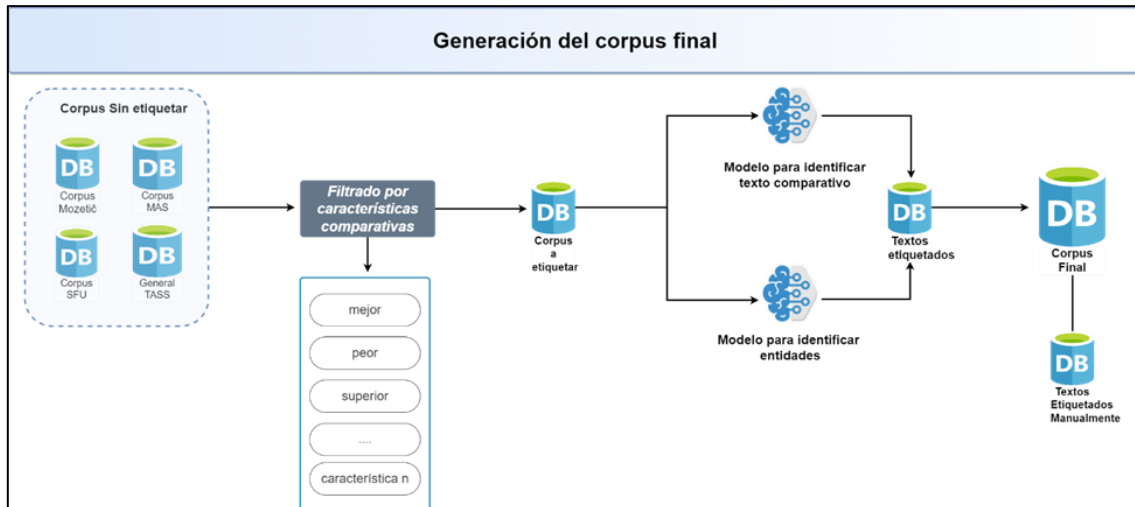 Generación del corpus final
Corpus Sin etiquetar
DB
Corpus
Mozetič
DB
Corpus
MAS
DB
Corpus
SFU
DB
General
TASS
Filtrado por
características
comparativas
mejor
peor
superior
....
característica n
DB
Corpus
a
etiquetar
Modelo para identificar
texto comparativo
Modelo para identificar
entidades
DB
Textos
etiquetados
DB
Corpus
Final
DB
Textos
Etiquetados
Manualmente